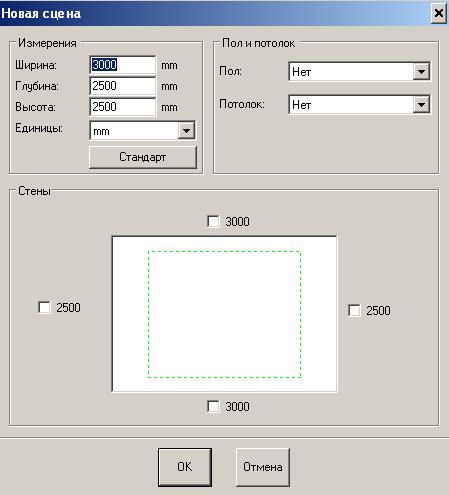 Новая сцена
Измерения
Ширина: 3000 mm
Глубина: 2500 mm
Высота: 2500 mm
Единицы: mm
Стандарт
Пол и потолок
Пол: Нет
Потолок: Нет
Стены
3000
2500
2500
3000
OK Отмена